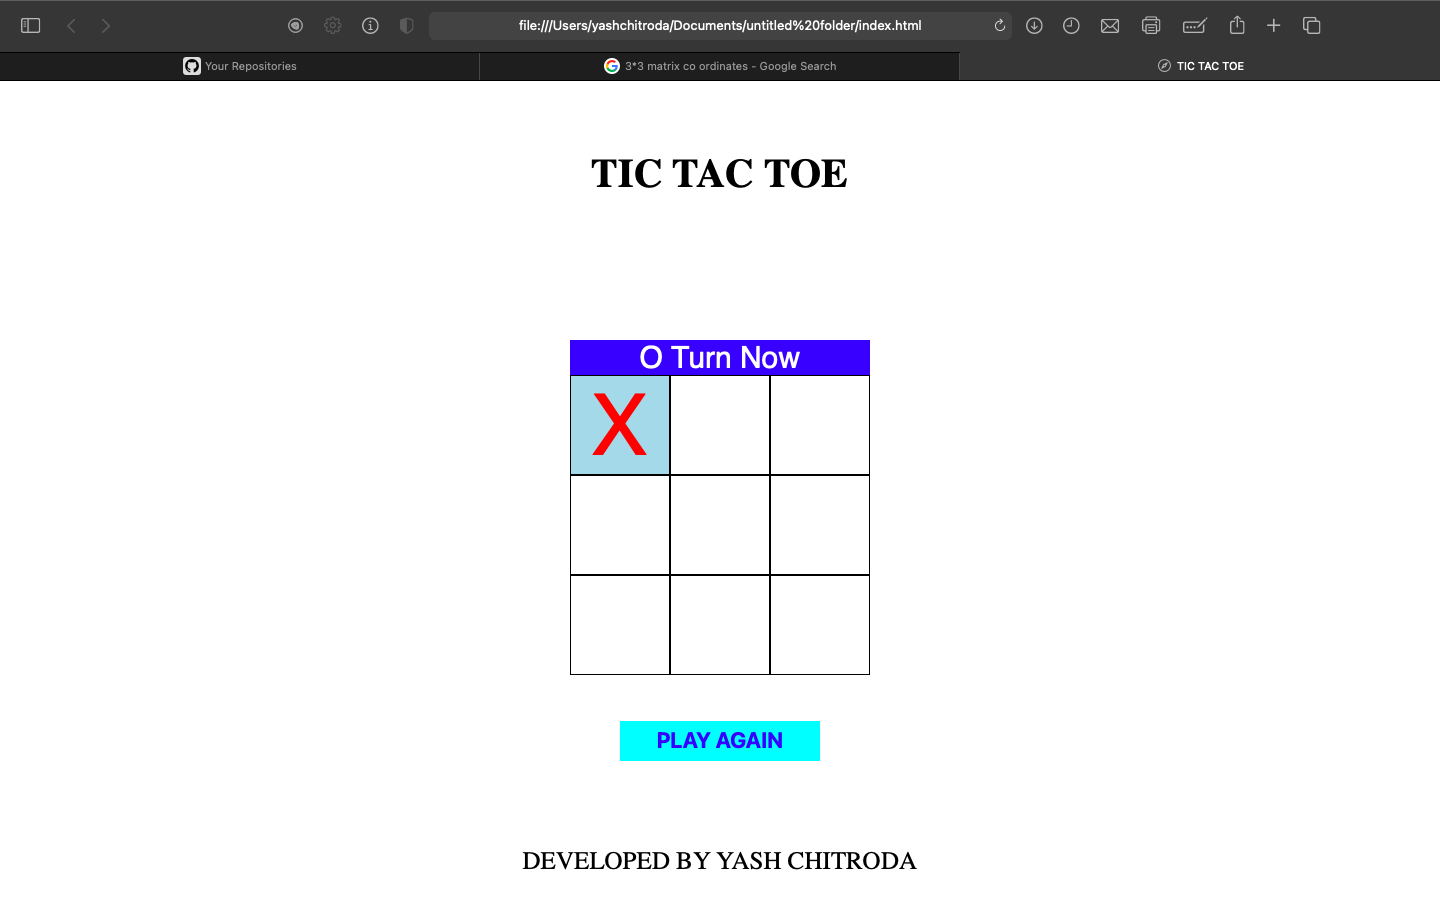 file:///Users/yashchitroda/Documents/untitled%20folder/index.html
Your Repositories
3*3 matrix co ordinates - Google Search
TIC TAC TOE
TIC TAC TOE
O Turn Now
X
PLAY AGAIN
DEVELOPED BY YASH CHITRODA